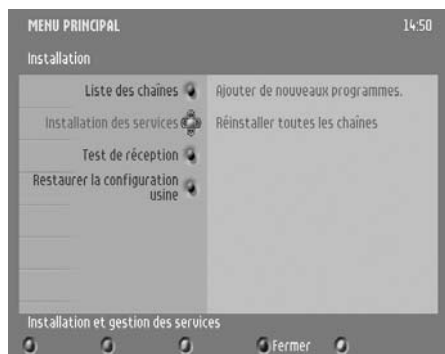 MENU PRINCIPAL 14:50
Installation
Liste des chaînes Ajouter de nouveaux programmes.
Installation des services Réinstaller toutes les chaînes
Test de réception
Restaurer la configuration
usine
Installation et gestion des services
Fermer